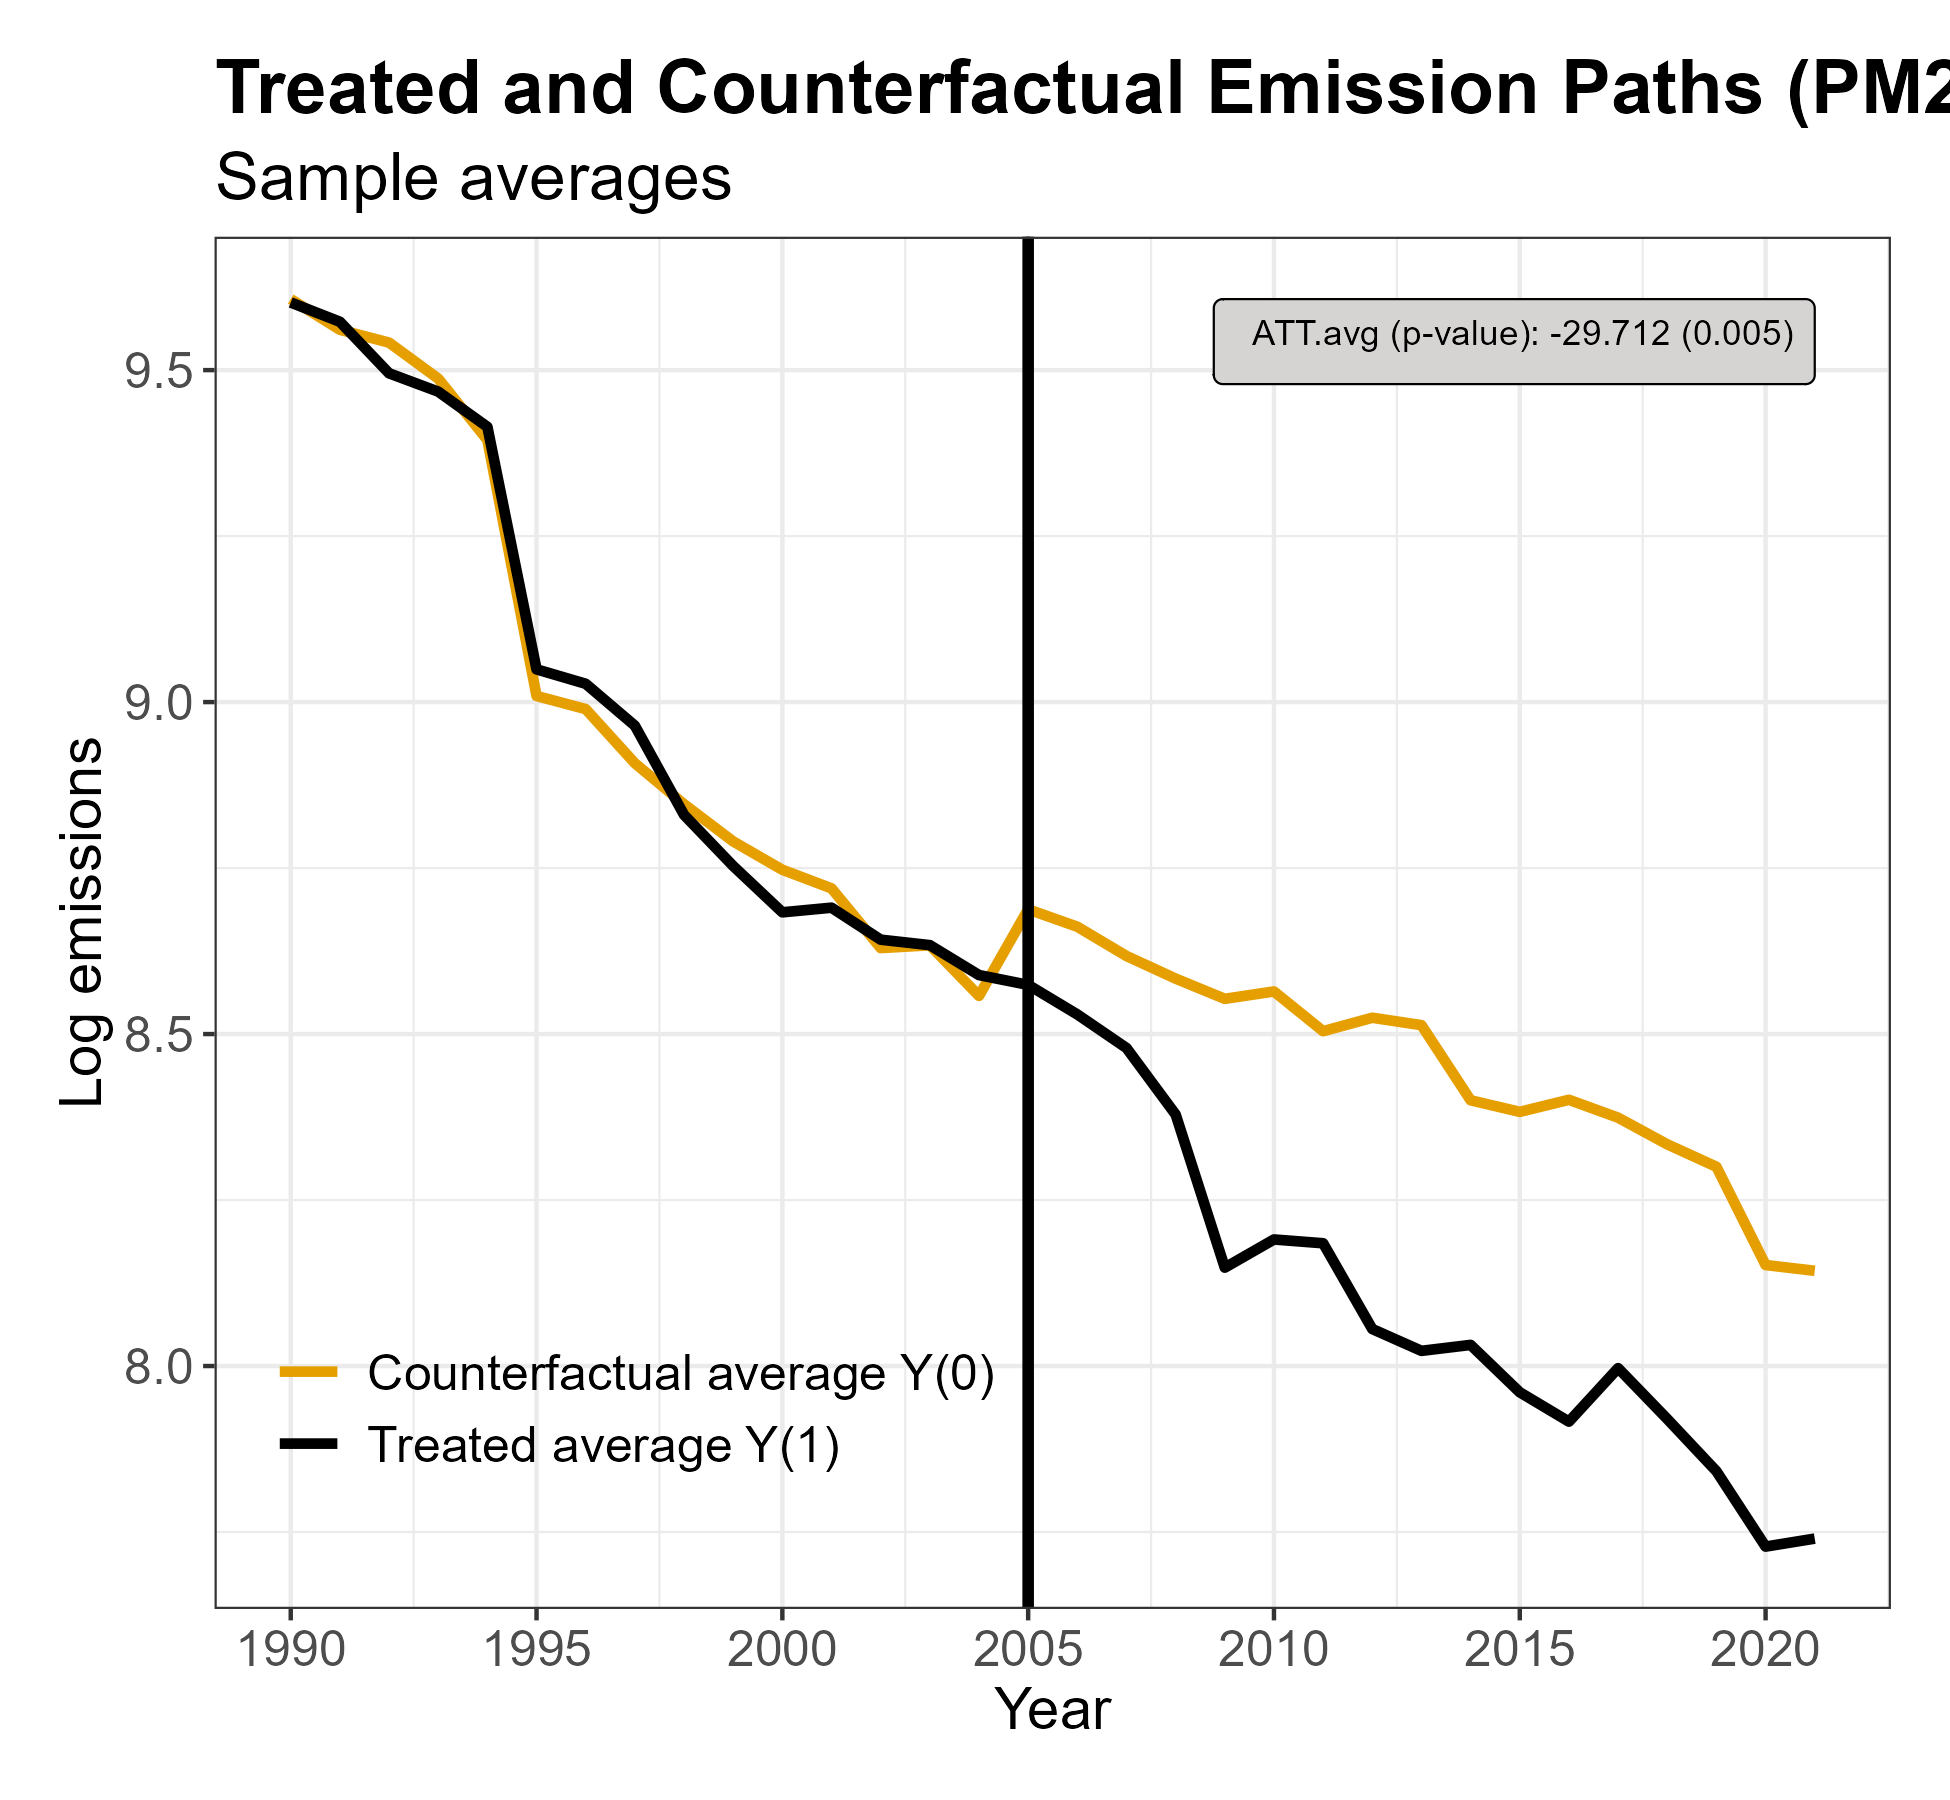 Treated and Counterfactual Emission Paths (PM2
Sample averages
ATT.avg (p-value): -29.712 (0.005)
9.5
9.0
8.5
8.0
Log emissions
Counterfactual average Y(0)
Treated average Y(1)
1990 1995 2000 2005 2010 2015 2020
Year